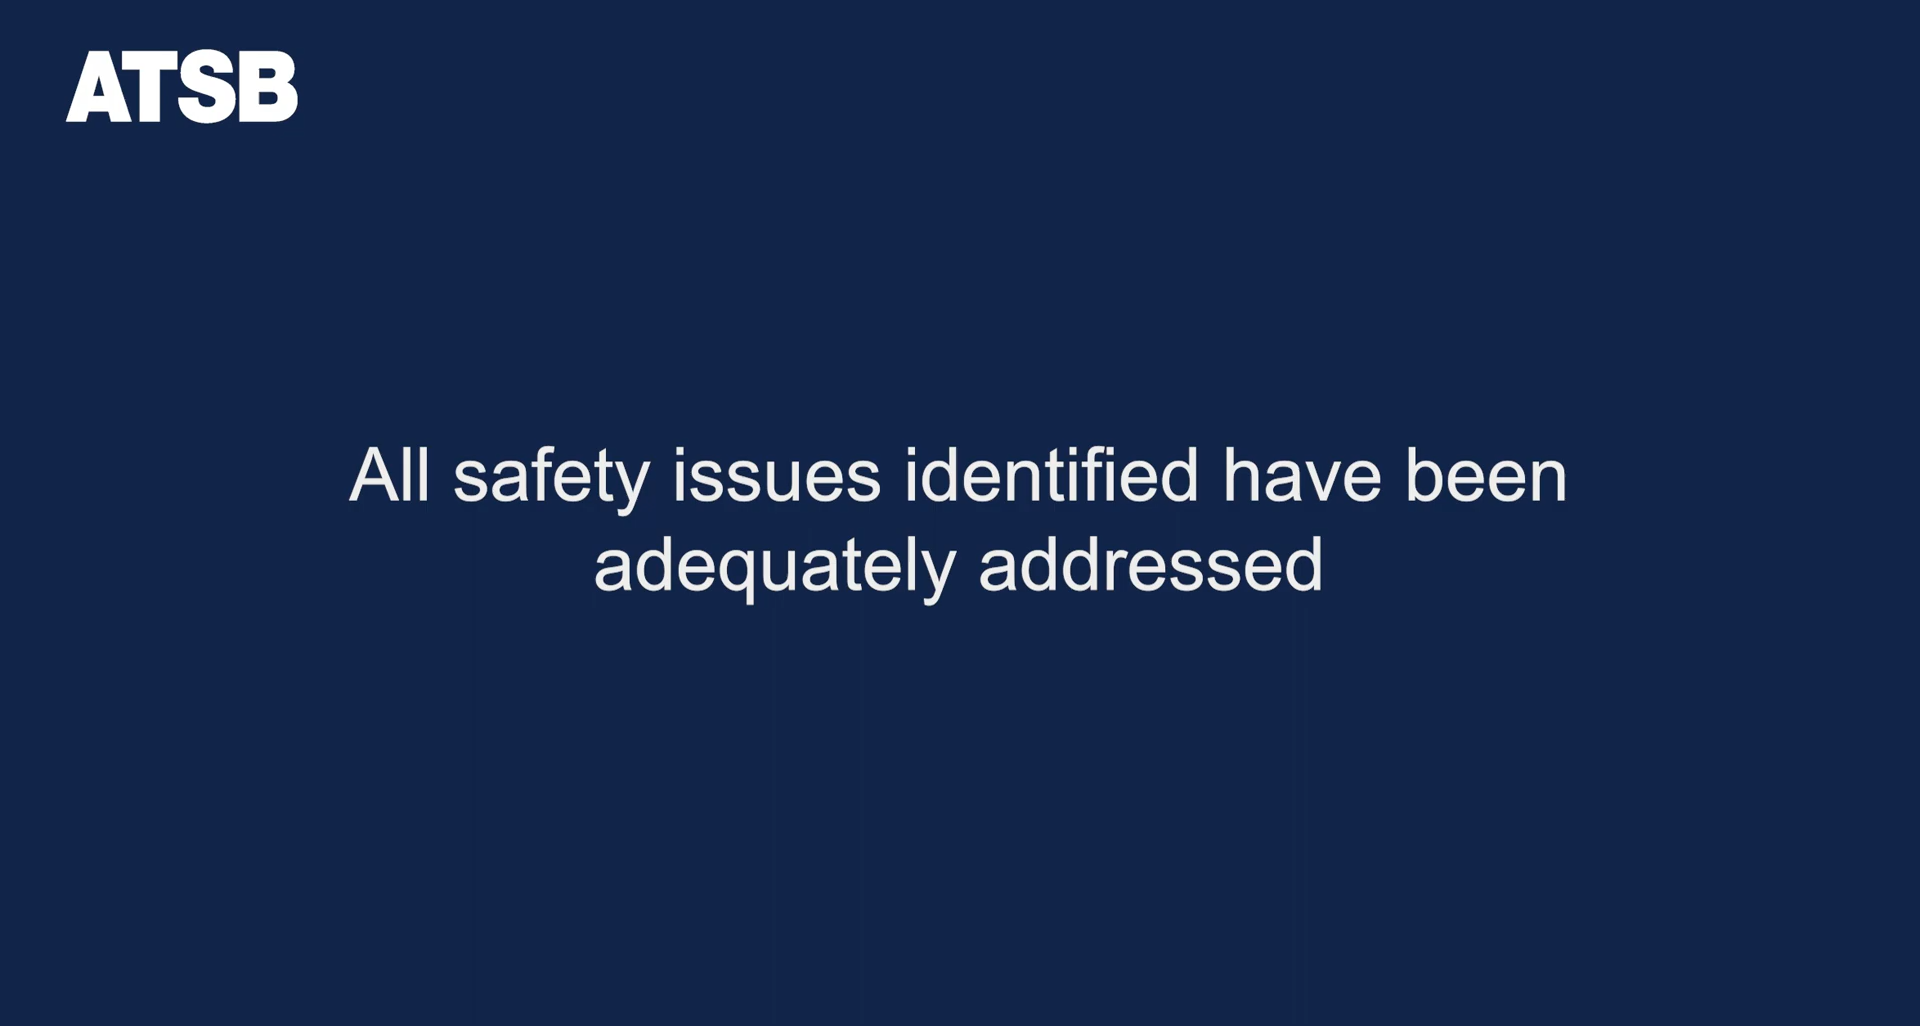 ATSB
All safety issues identified have been
adequately addressed